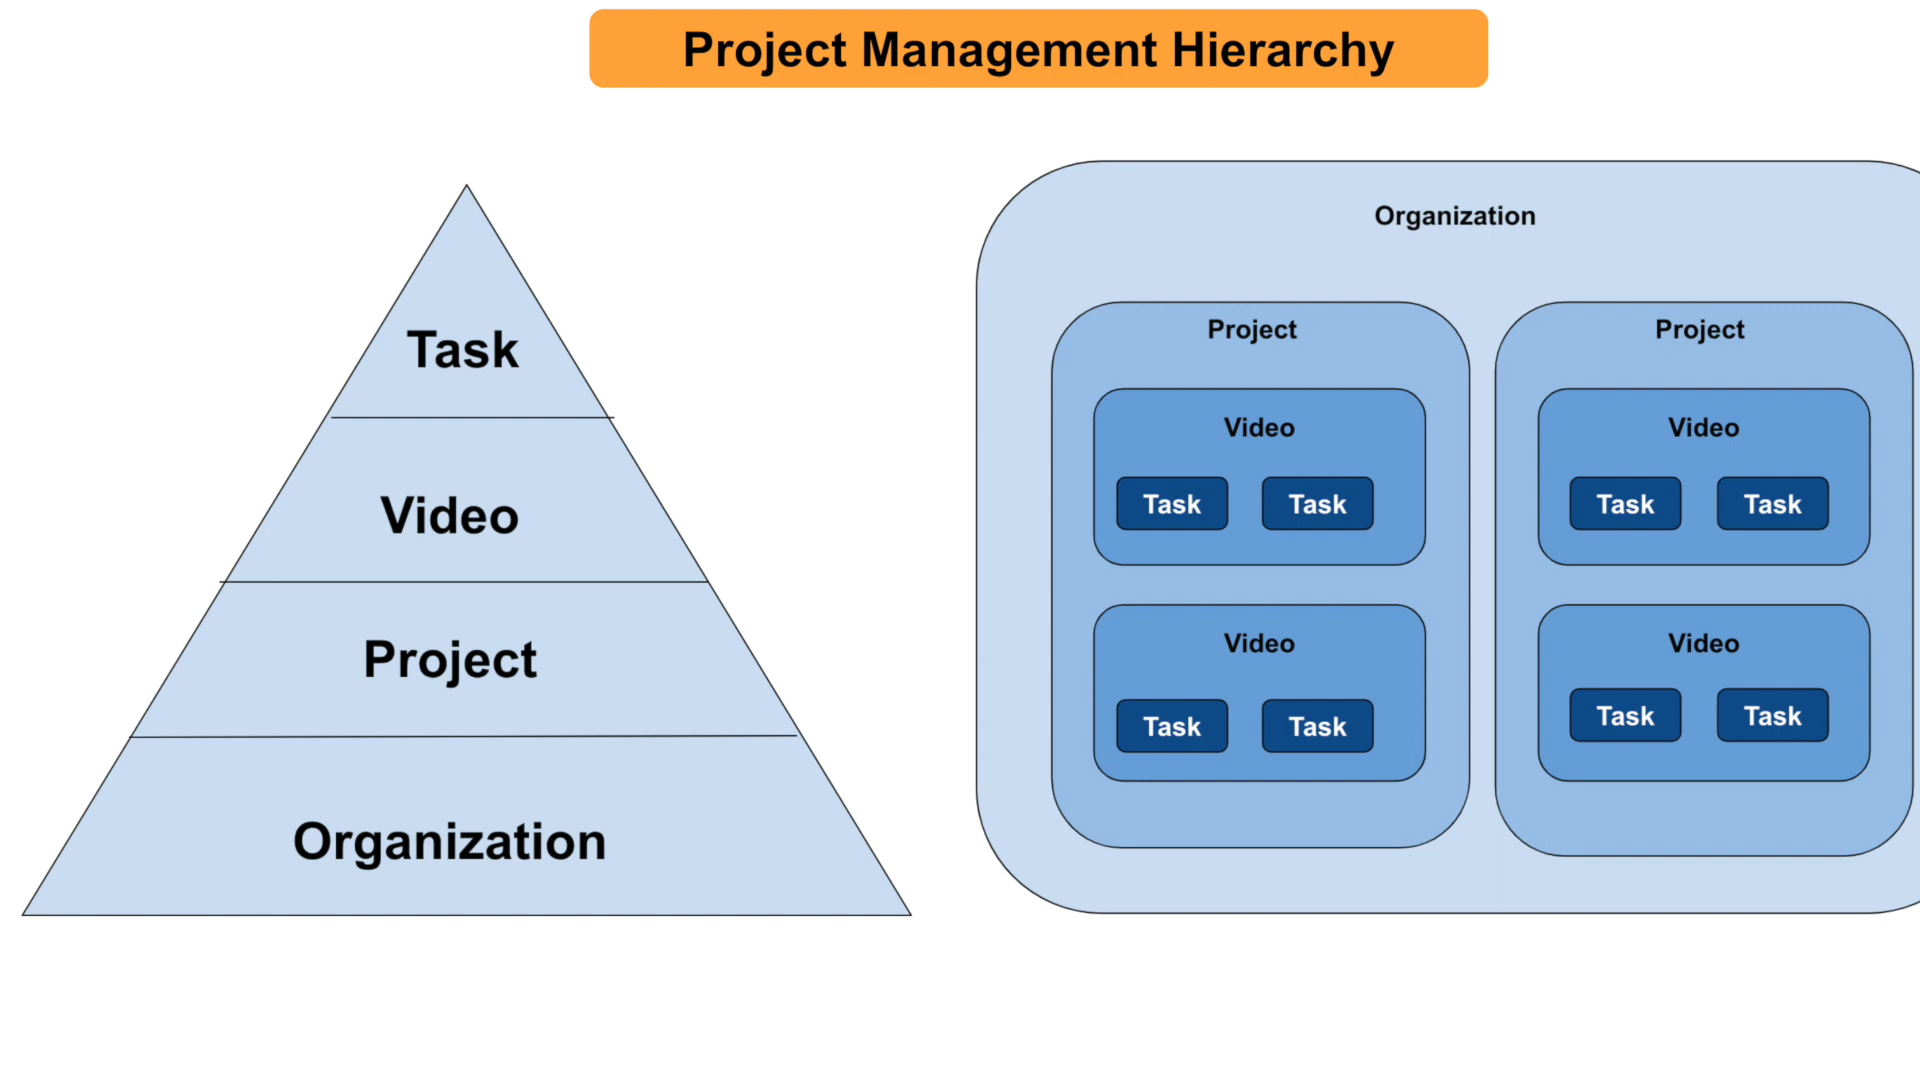 Project Management Hierarchy
Task
Video
Project
Organization
Organization
Project
Video
Task Task
Video
Task Task
Project
Video
Task Task
Video
Task Task